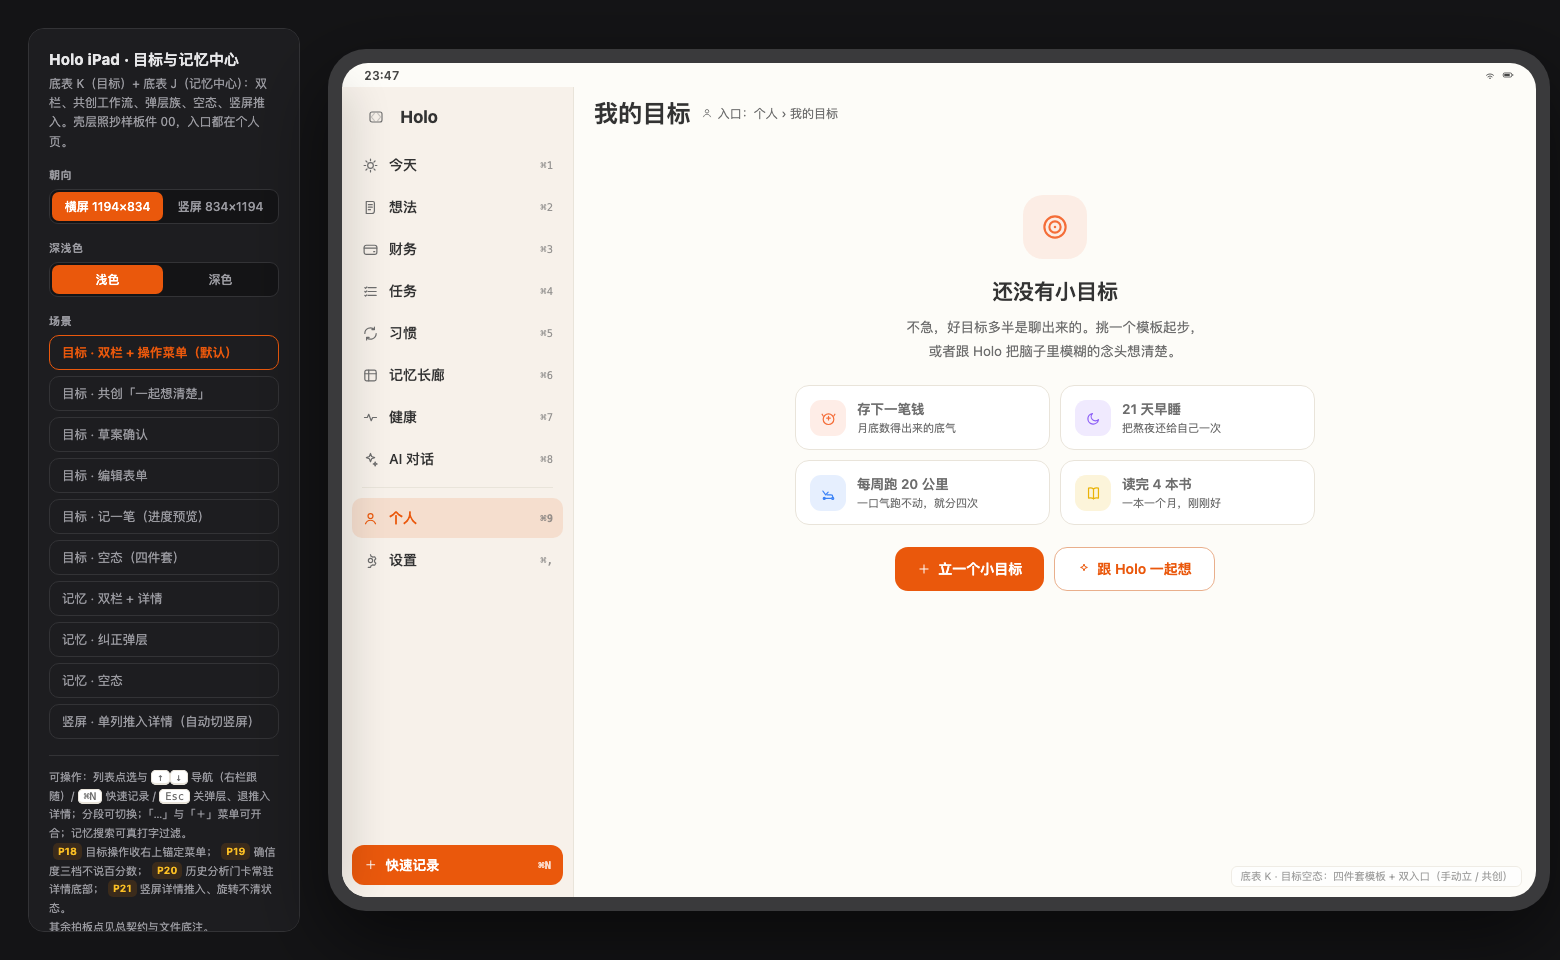 Holo iPad · 目标与记忆中心
底表 K（目标）+ 底表 J（记忆中心）：双
栏、共创工作流、弹层族、空态、竖屏推
入。壳层照抄样板件 00，入口都在个人
页。
朝向
横屏 1194×834
竖屏 834×1194
深浅色
浅色
深色
场景
目标 · 双栏 + 操作菜单（默认）
目标 · 共创「一起想清楚」
目标 · 草案确认
目标 · 编辑表单
目标 · 记一笔（进度预览）
目标 · 空态（四件套）
记忆 · 双栏 + 详情
记忆 · 纠正弹层
记忆 · 空态
竖屏 · 单列推入详情（自动切竖屏）
可操作：列表点选与 ↑ ↓ 导航（右栏跟
随）/ ⌘N 快速记录 / Esc 关弹层、退推入
详情；分段可切换；「…」与「＋」菜单可开
合；记忆搜索可真打字过滤。
P18 目标操作收右上锚定菜单； P19 确信
度三档不说百分数； P20 历史分析门卡常驻
详情底部； P21 竖屏详情推入、旋转不清状
态。
其余拍板点见总契约与文件底注。
23:47
Holo
今天 ⌘1
想法 ⌘2
财务 ⌘3
任务 ⌘4
习惯 ⌘5
记忆长廊 ⌘6
健康 ⌘7
AI 对话 ⌘8
个人 ⌘9
设置 ⌘,
+ 快速记录 ⌘N
我的目标 入口：个人 › 我的目标
还没有小目标
不急，好目标多半是聊出来的。挑一个模板起步，
或者跟 Holo 把脑子里模糊的念头想清楚。
存下一笔钱
月底数得出来的底气
21 天早睡
把熬夜还给自己一次
每周跑 20 公里
一口气跑不动，就分四次
读完 4 本书
一本一个月，刚刚好
+ 立一个小目标
跟 Holo 一起想
底表 K · 目标空态：四件套模板 + 双入口（手动立 / 共创）